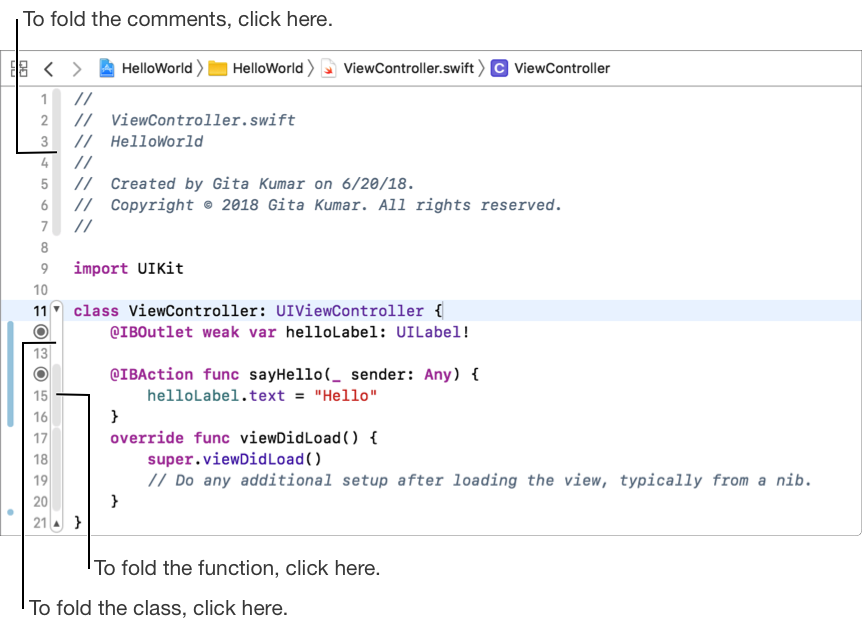 To fold the comments, click here.
HelloWorld HelloWorld ViewController.swift C ViewController
1 //
2 //  ViewController.swift
3 //  HelloWorld
4 //
5 //  Created by Gita Kumar on 6/20/18.
6 //  Copyright © 2018 Gita Kumar. All rights reserved.
7 //
8
9 import UIKit
10
11 class ViewController: UIViewController {
@IBOutlet weak var helloLabel: UILabel!
13
@IBAction func sayHello(_ sender: Any) {
15 helloLabel.text = "Hello"
16 }
17 override func viewDidLoad() {
18 super.viewDidLoad()
19 // Do any additional setup after loading the view, typically from a nib.
20 }
21 }
To fold the function, click here.
To fold the class, click here.